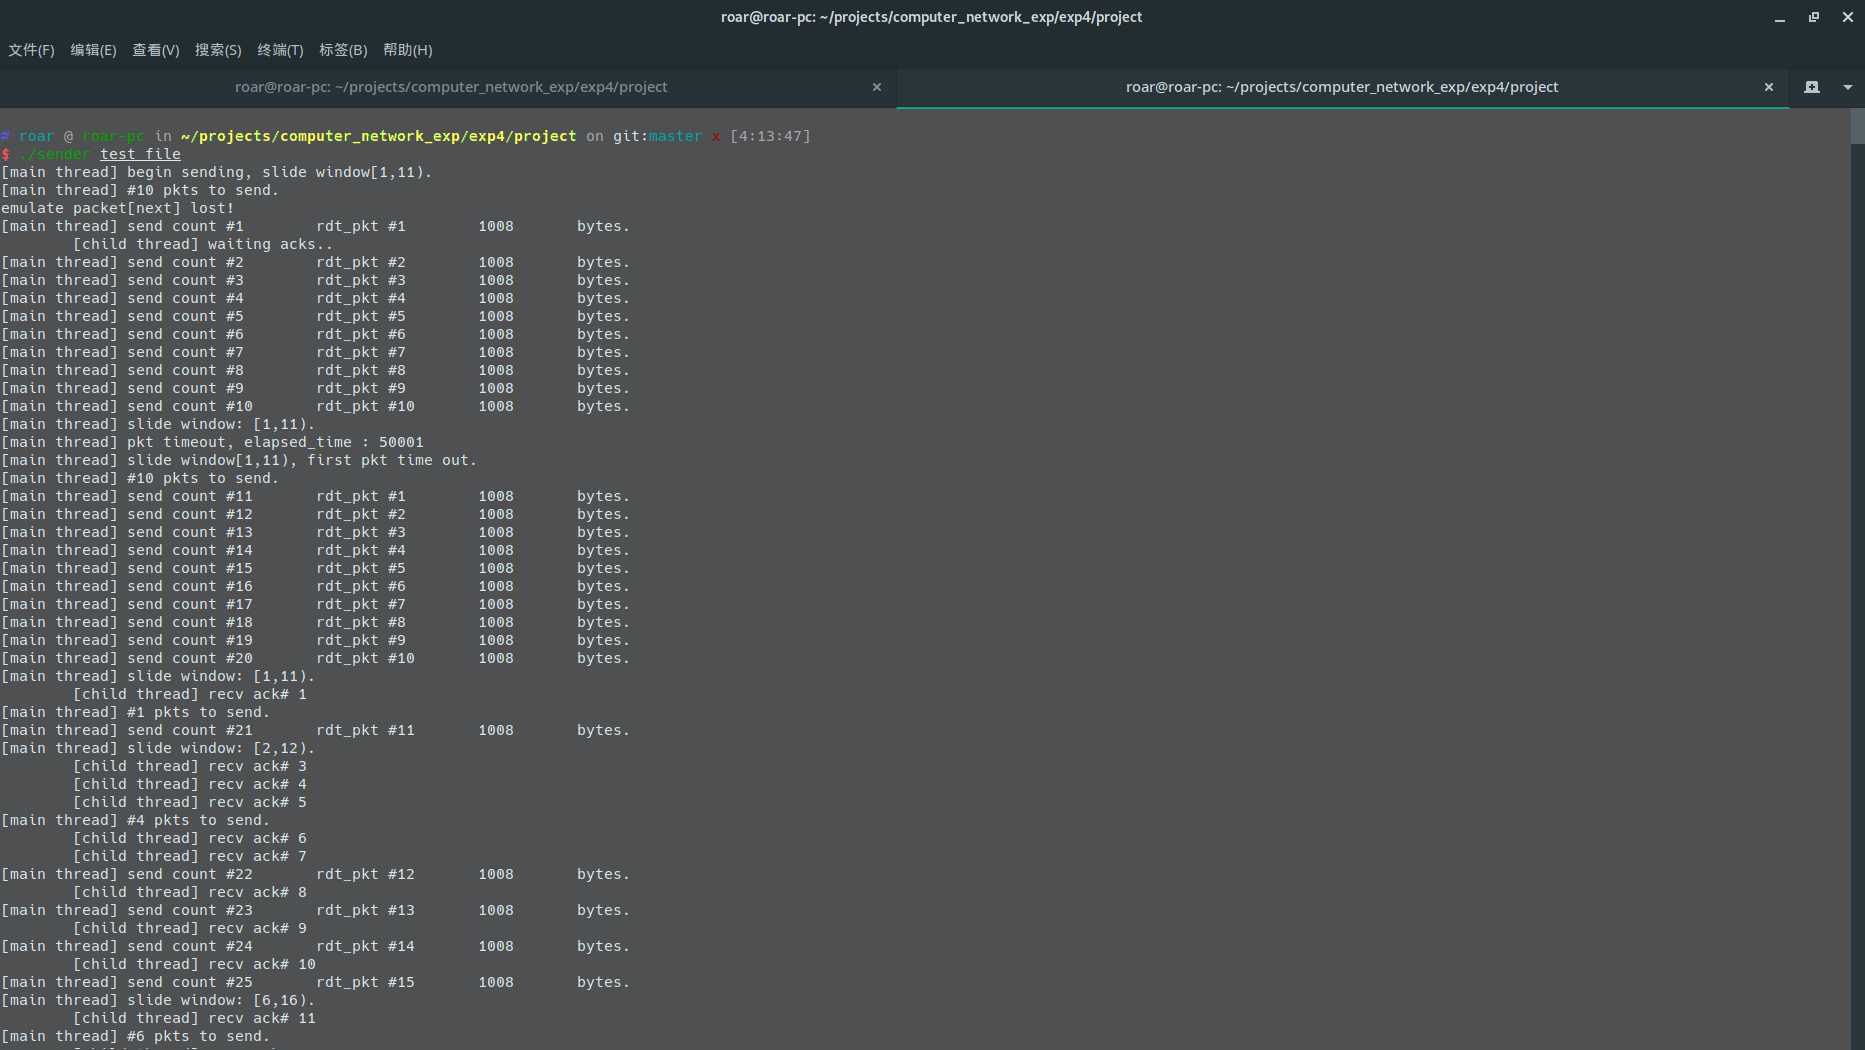 roar@roar-pc: ~/projects/computer_network_exp/exp4/project
文件(F) 编辑(E) 查看(V) 搜索(S) 终端(T) 标签(B) 帮助(H)
roar@roar-pc: ~/projects/computer_network_exp/exp4/project × roar@roar-pc: ~/projects/computer_network_exp/exp4/project ×
# roar @ roar-pc in ~/projects/computer_network_exp/exp4/project on git:master x [4:13:47]
$ ./sender test_file
[main thread] begin sending, slide window[1,11).
[main thread] #10 pkts to send.
emulate packet[next] lost!
[main thread] send count #1 rdt_pkt #1 1008 bytes.
[child thread] waiting acks..
[main thread] send count #2 rdt_pkt #2 1008 bytes.
[main thread] send count #3 rdt_pkt #3 1008 bytes.
[main thread] send count #4 rdt_pkt #4 1008 bytes.
[main thread] send count #5 rdt_pkt #5 1008 bytes.
[main thread] send count #6 rdt_pkt #6 1008 bytes.
[main thread] send count #7 rdt_pkt #7 1008 bytes.
[main thread] send count #8 rdt_pkt #8 1008 bytes.
[main thread] send count #9 rdt_pkt #9 1008 bytes.
[main thread] send count #10 rdt_pkt #10 1008 bytes.
[main thread] slide window: [1,11).
[main thread] pkt timeout, elapsed_time : 50001
[main thread] slide window[1,11), first pkt time out.
[main thread] #10 pkts to send.
[main thread] send count #11 rdt_pkt #1 1008 bytes.
[main thread] send count #12 rdt_pkt #2 1008 bytes.
[main thread] send count #13 rdt_pkt #3 1008 bytes.
[main thread] send count #14 rdt_pkt #4 1008 bytes.
[main thread] send count #15 rdt_pkt #5 1008 bytes.
[main thread] send count #16 rdt_pkt #6 1008 bytes.
[main thread] send count #17 rdt_pkt #7 1008 bytes.
[main thread] send count #18 rdt_pkt #8 1008 bytes.
[main thread] send count #19 rdt_pkt #9 1008 bytes.
[main thread] send count #20 rdt_pkt #10 1008 bytes.
[main thread] slide window: [1,11).
[child thread] recv ack# 1
[main thread] #1 pkts to send.
[main thread] send count #21 rdt_pkt #11 1008 bytes.
[main thread] slide window: [2,12).
[child thread] recv ack# 3
[child thread] recv ack# 4
[child thread] recv ack# 5
[main thread] #4 pkts to send.
[child thread] recv ack# 6
[child thread] recv ack# 7
[main thread] send count #22 rdt_pkt #12 1008 bytes.
[child thread] recv ack# 8
[main thread] send count #23 rdt_pkt #13 1008 bytes.
[child thread] recv ack# 9
[main thread] send count #24 rdt_pkt #14 1008 bytes.
[child thread] recv ack# 10
[main thread] send count #25 rdt_pkt #15 1008 bytes.
[main thread] slide window: [6,16).
[child thread] recv ack# 11
[main thread] #6 pkts to send.